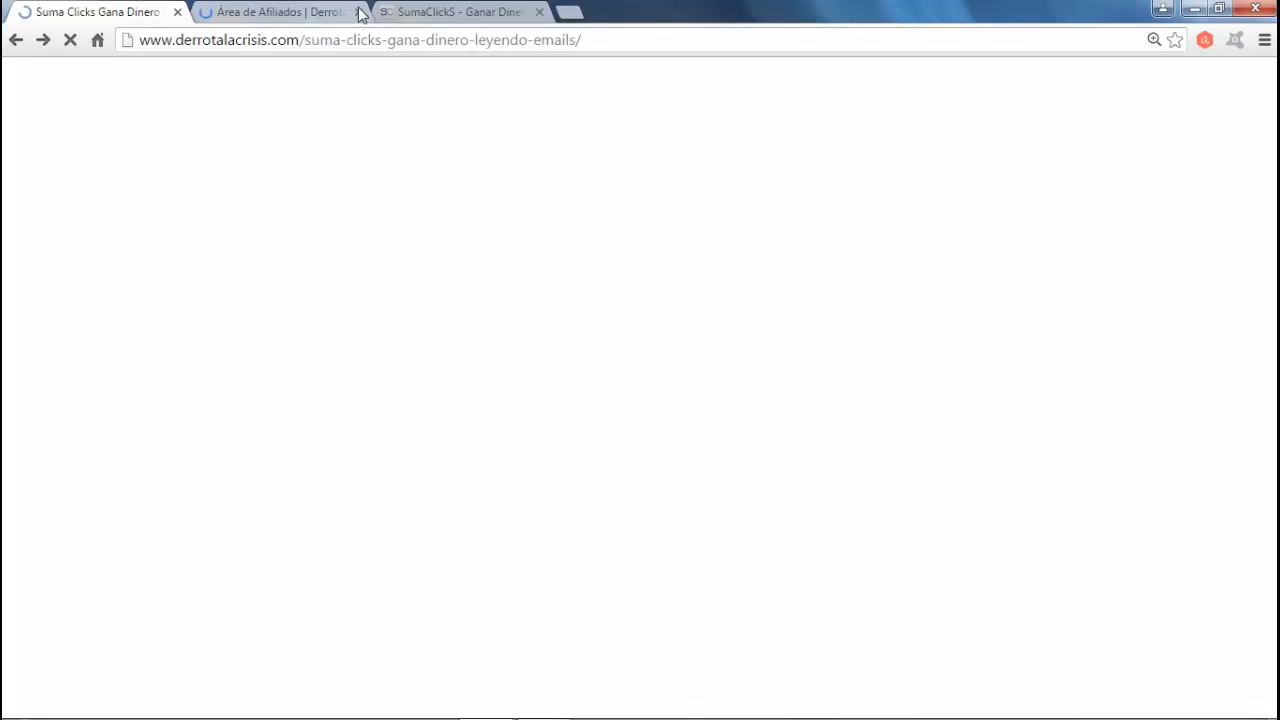 Suma Clicks Gana Dinero
Área de Afiliados | Derrot
SumaClickS - Ganar Dine
www.derrotalacrisis.com/suma-clicks-gana-dinero-leyendo-emails/